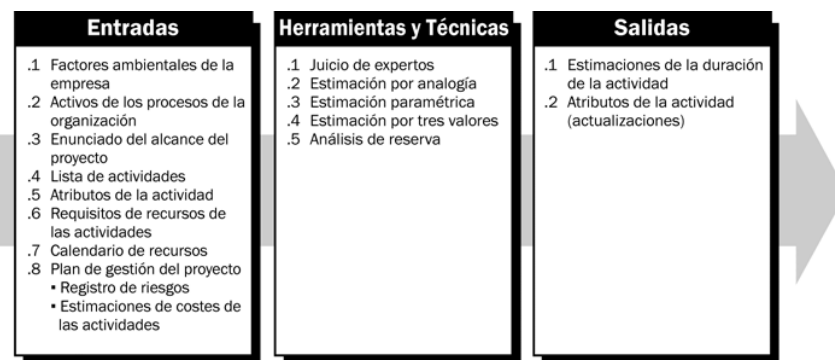 Entradas
.1 Factores ambientales de la
empresa
.2 Activos de los procesos de la
organización
.3 Enunciado del alcance del
proyecto
.4 Lista de actividades
.5 Atributos de la actividad
.6 Requisitos de recursos de
las actividades
.7 Calendario de recursos
.8 Plan de gestión del proyecto
▪ Registro de riesgos
▪ Estimaciones de costes de
las actividades
Herramientas y Técnicas
.1 Juicio de expertos
.2 Estimación por analogía
.3 Estimación paramétrica
.4 Estimación por tres valores
.5 Análisis de reserva
Salidas
.1 Estimaciones de la duración
de la actividad
.2 Atributos de la actividad
(actualizaciones)